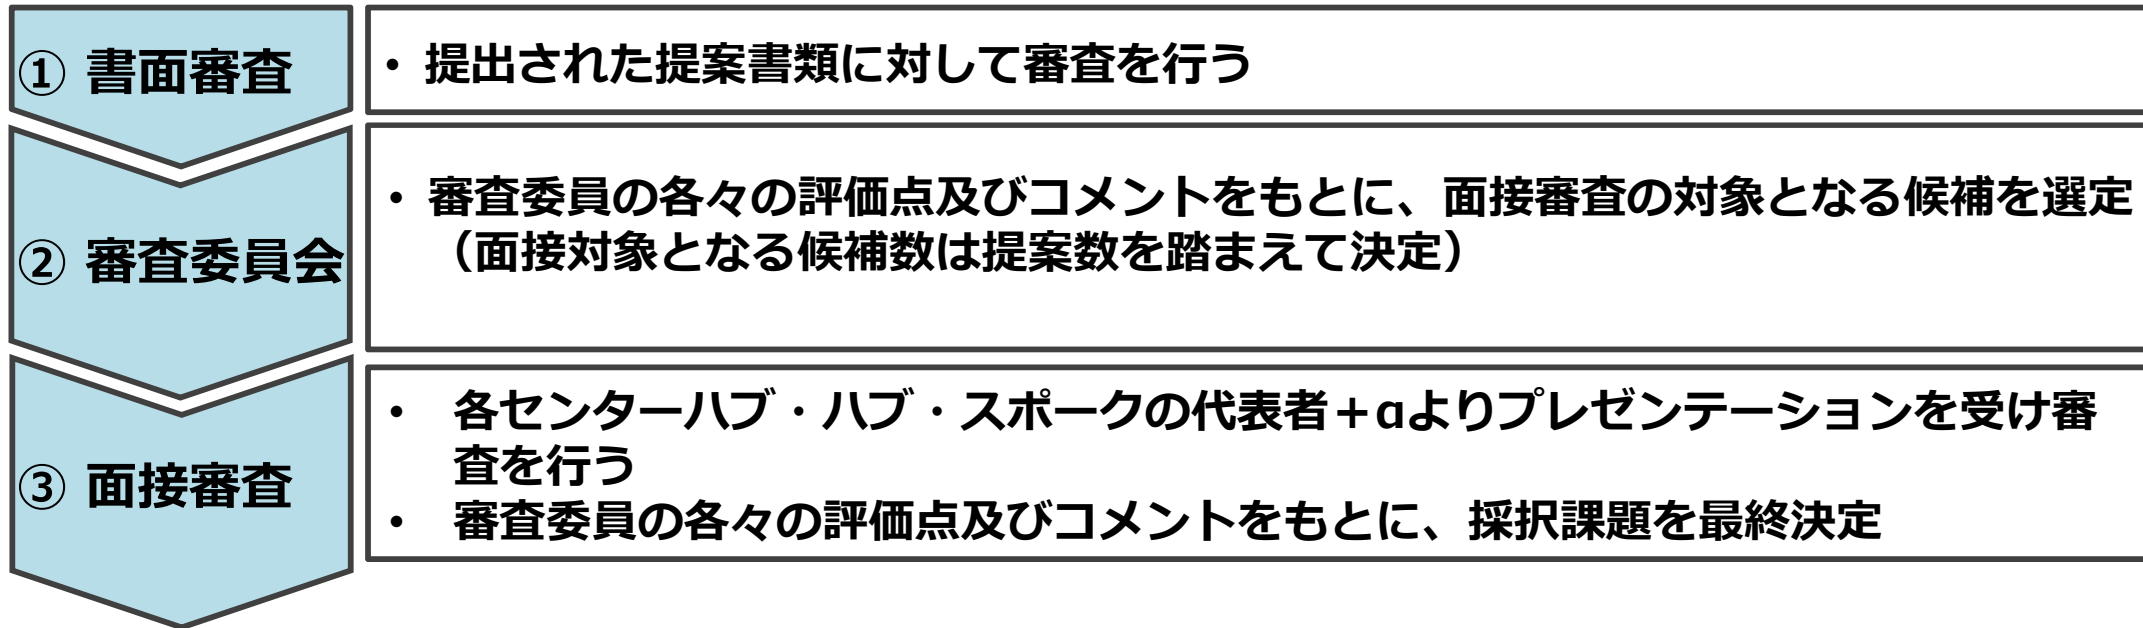 ① 書面審査
・提出された提案書類に対して審査を行う
② 審査委員会
・審査委員の各々の評価点及びコメントをもとに、面接審査の対象となる候補を選定
（面接対象となる候補数は提案数を踏まえて決定）
③ 面接審査
・ 各センターハブ・ハブ・スポークの代表者＋αよりプレゼンテーションを受け審
査を行う
・ 審査委員の各々の評価点及びコメントをもとに、採択課題を最終決定